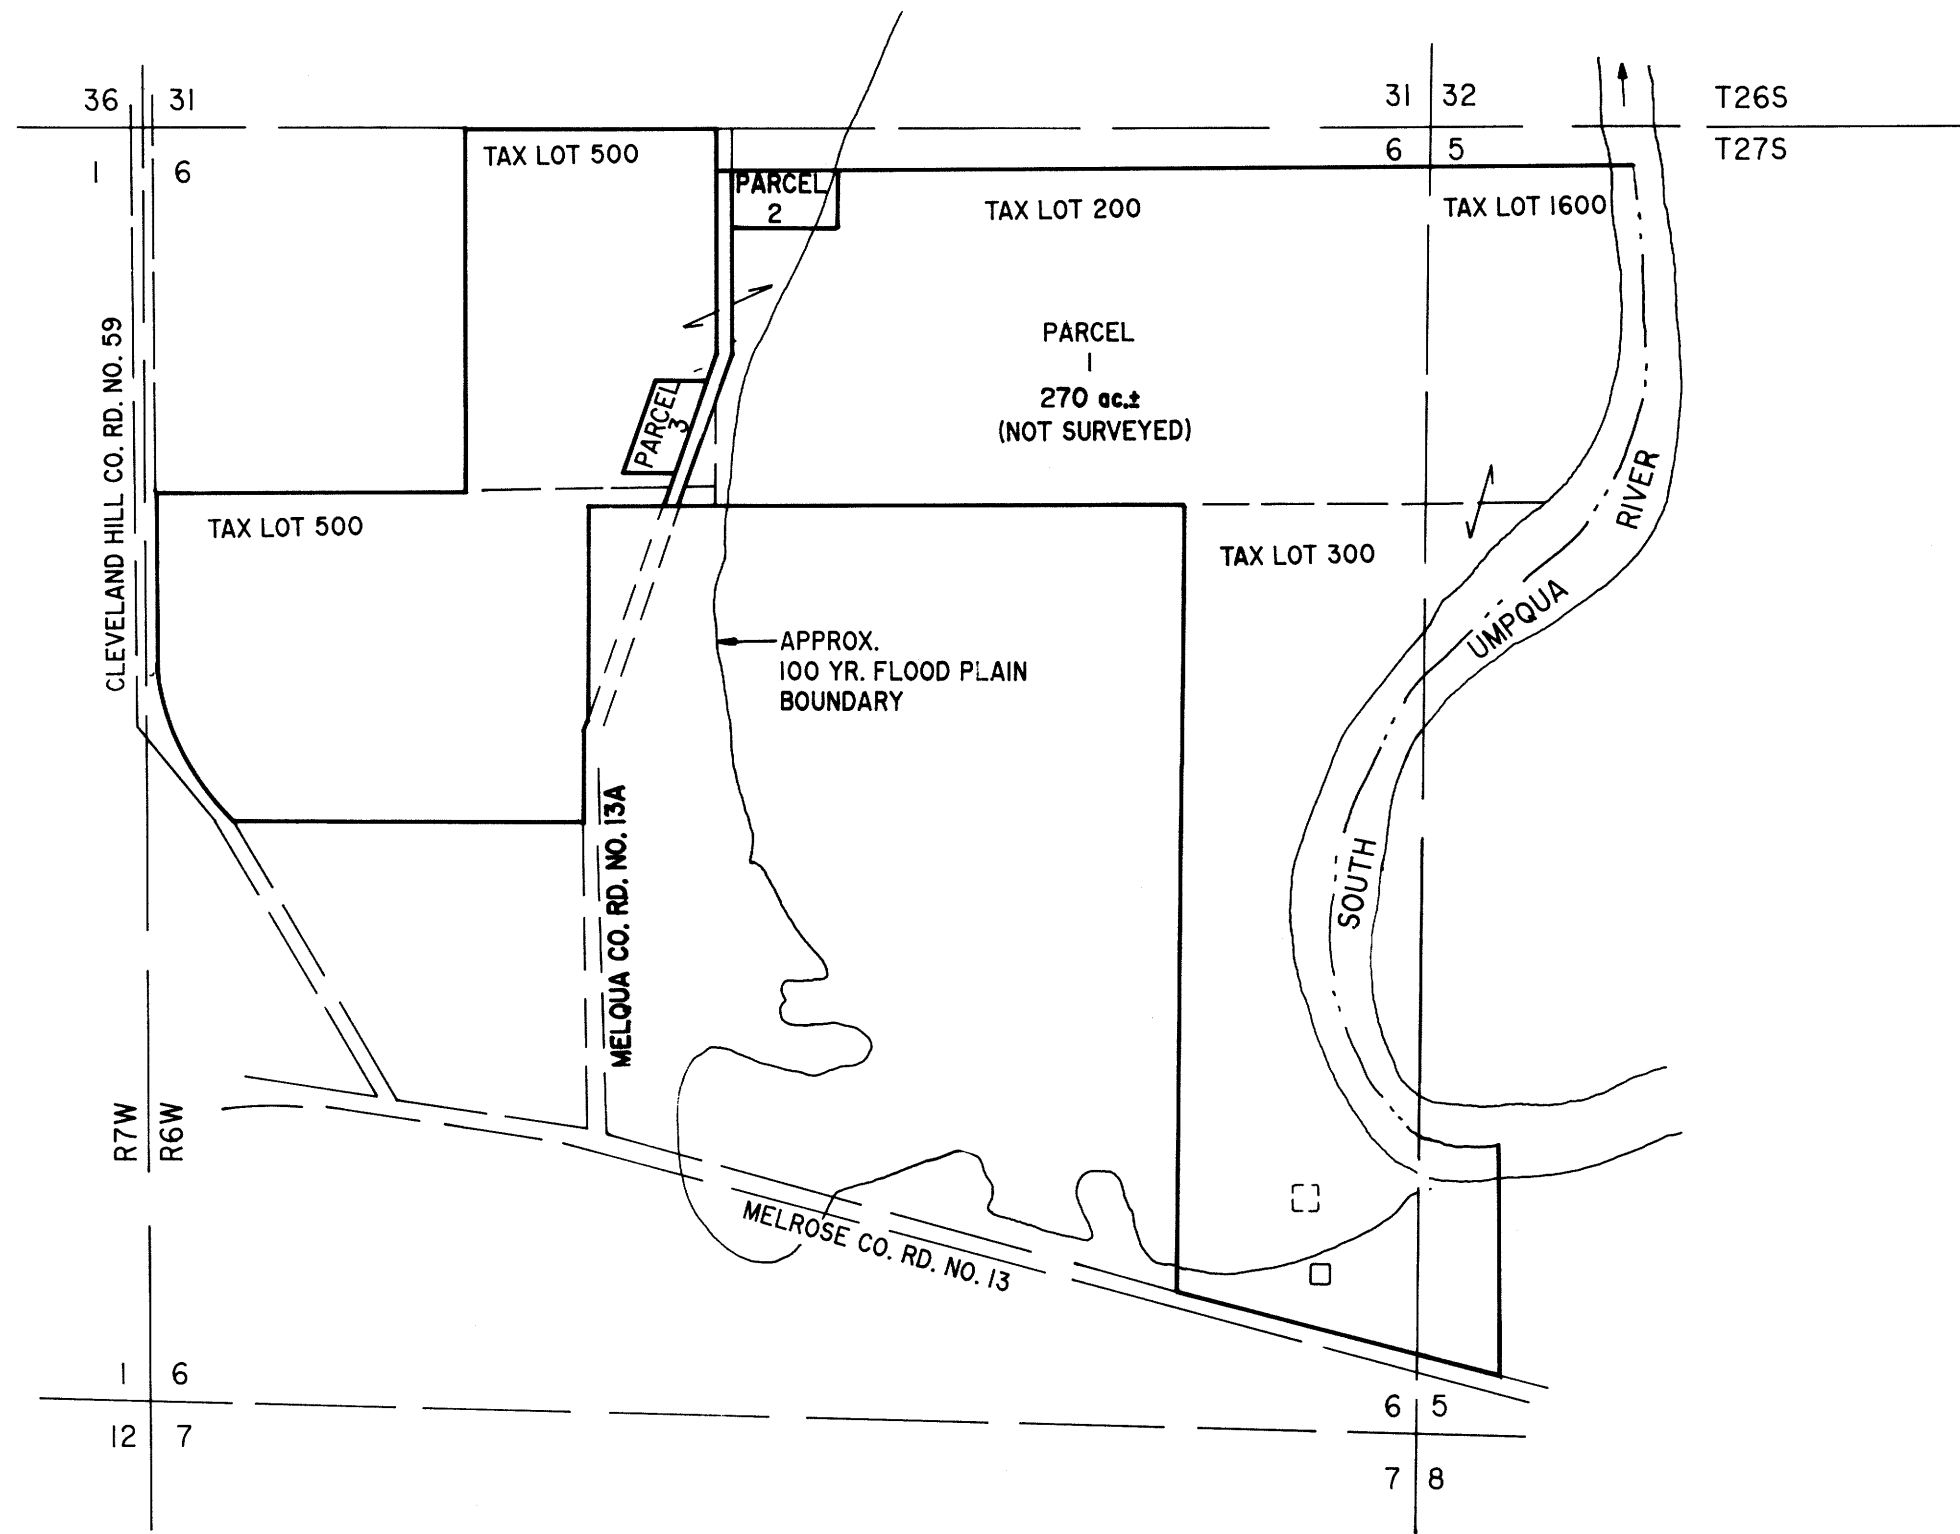 36 31
31 32
T26S
1 6
6 5
T27S
TAX LOT 500
PARCEL
2
TAX LOT 200
TAX LOT 1600
PARCEL
1
270 ac.±
(NOT SURVEYED)
CLEVELAND HILL CO. RD. NO. 59
PARCEL
3
TAX LOT 500
TAX LOT 300
SOUTH UMPQUA RIVER
APPROX.
100 YR. FLOOD PLAIN
BOUNDARY
MELQUA CO. RD. NO. 13A
R7W
R6W
MELROSE CO. RD. NO. 13
1 6
12 7
6 5
7 8